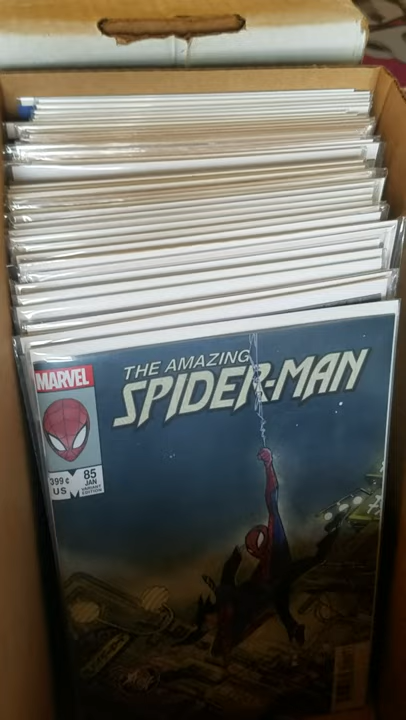 MARVEL
THE AMAZING
SPIDER-MAN
399¢
US
85
JAN
VARIANT
EDITION